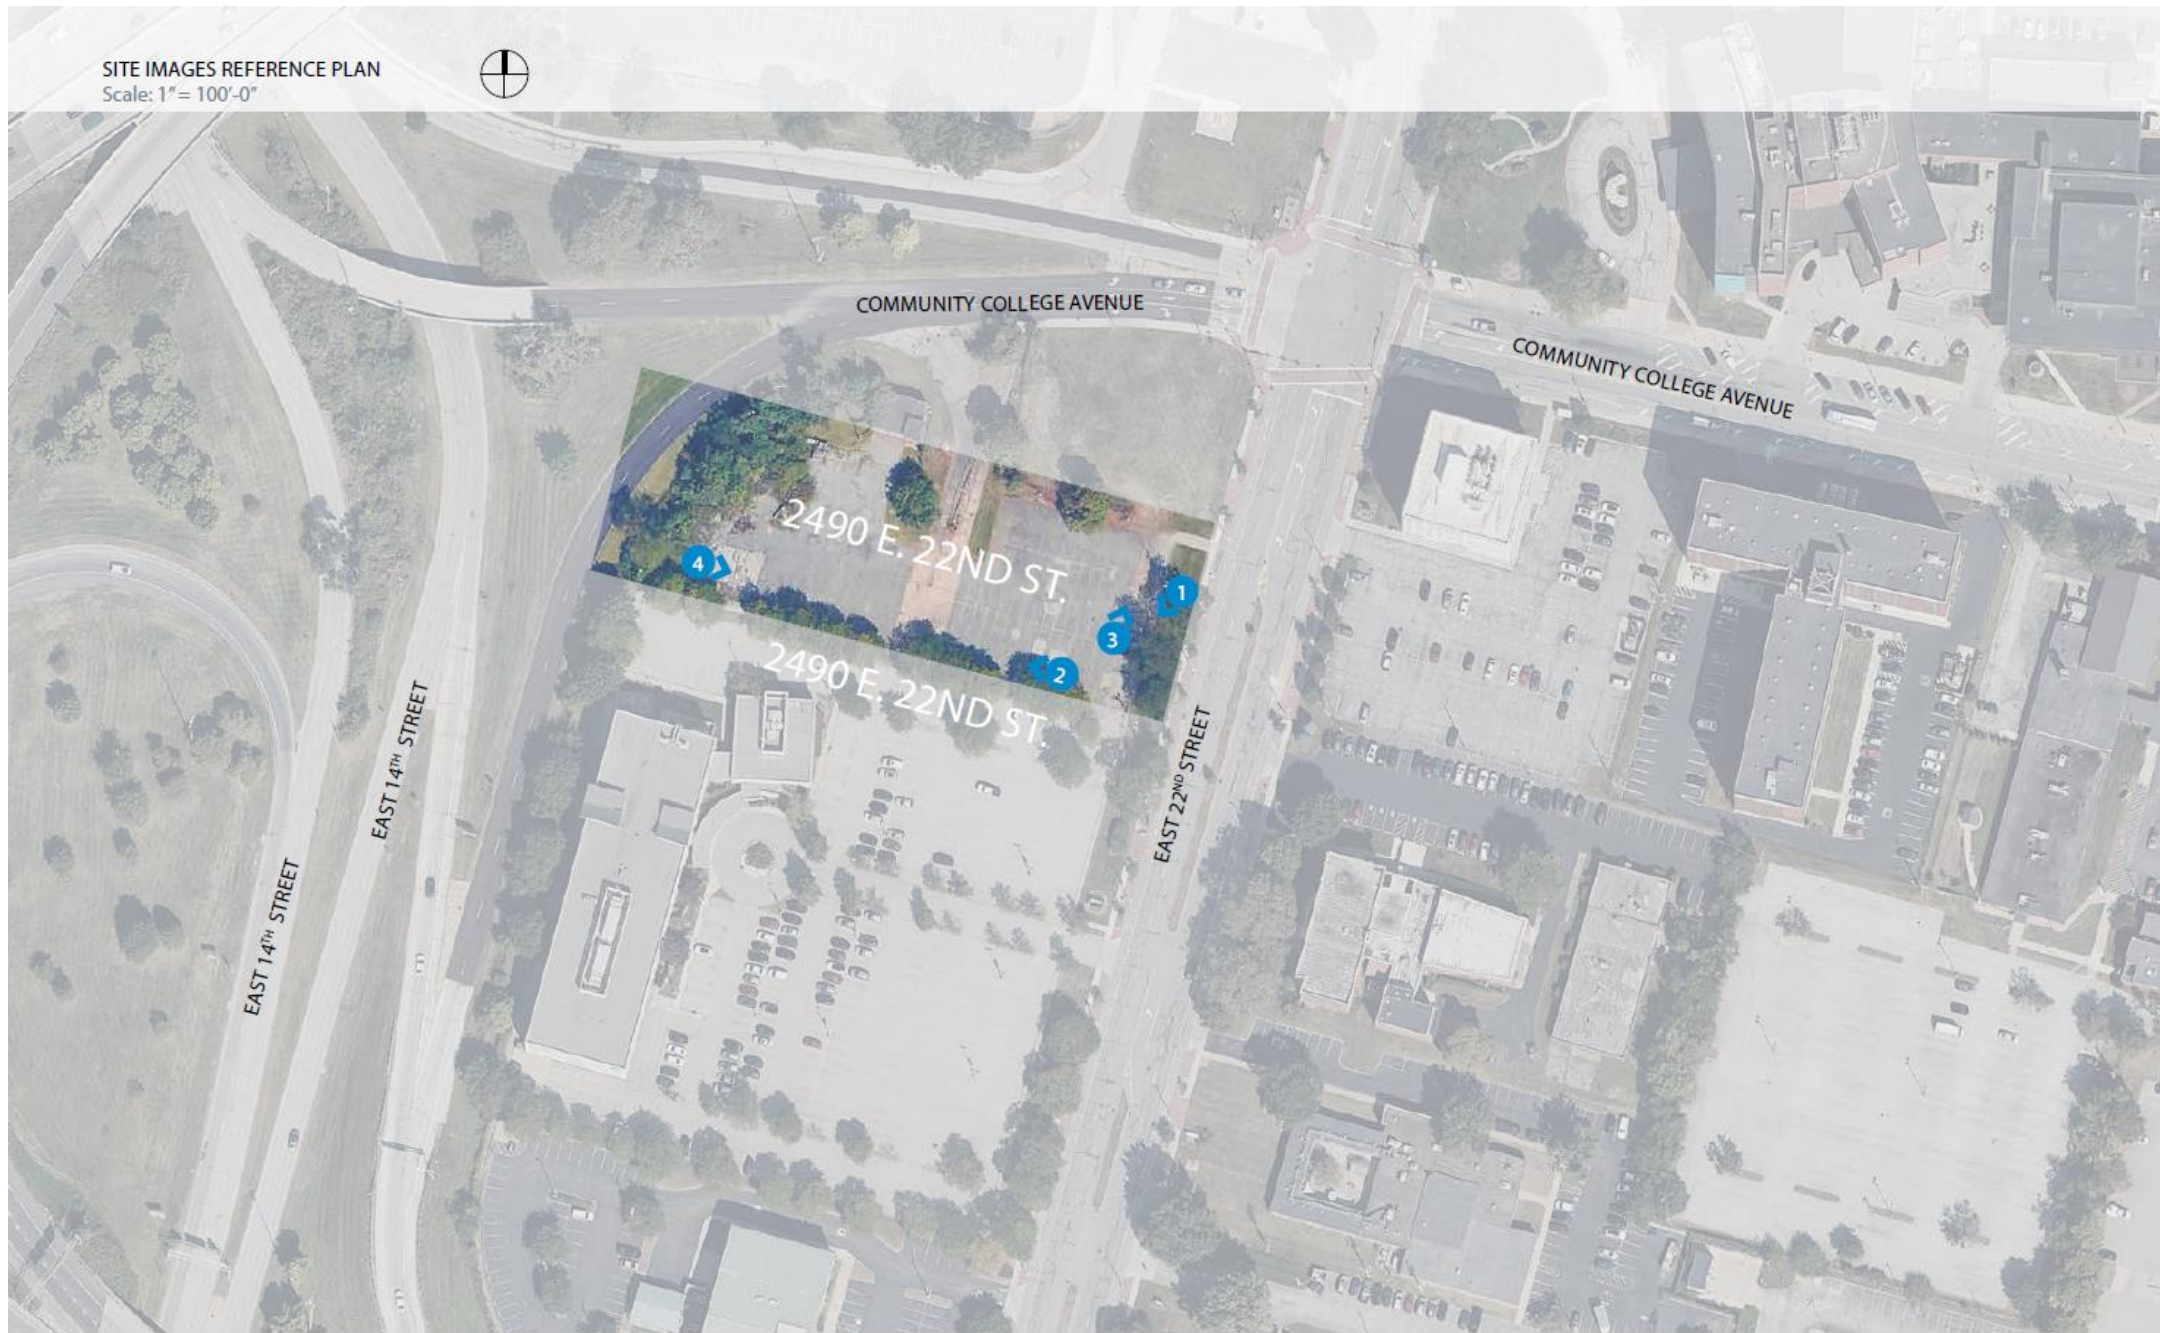 SITE IMAGES REFERENCE PLAN
Scale: 1" = 100'-0"
COMMUNITY COLLEGE AVENUE
COMMUNITY COLLEGE AVENUE
2490 E. 22ND ST.
4
1
3
2
2490 E. 22ND ST.
EAST 14TH STREET
EAST 22ND STREET
EAST 14TH STREET